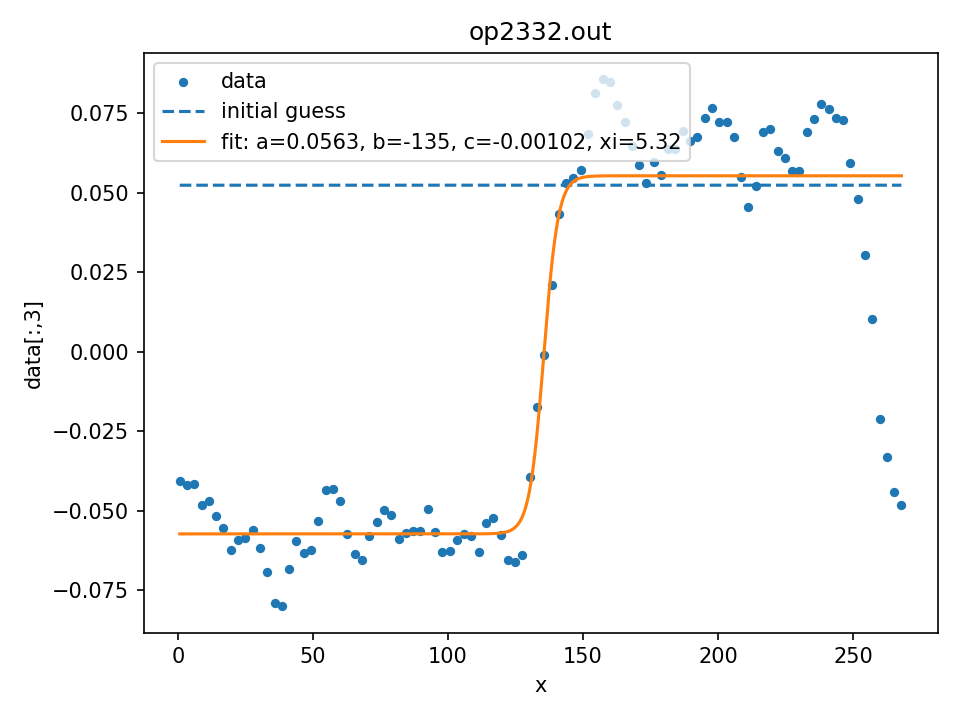 op2332.out
data
initial guess
fit: a=0.0563, b=-135, c=-0.00102, xi=5.32
0.075
0.050
0.025
0.000
−0.025
−0.050
−0.075
data[:,3]
0 50 100 150 200 250
x